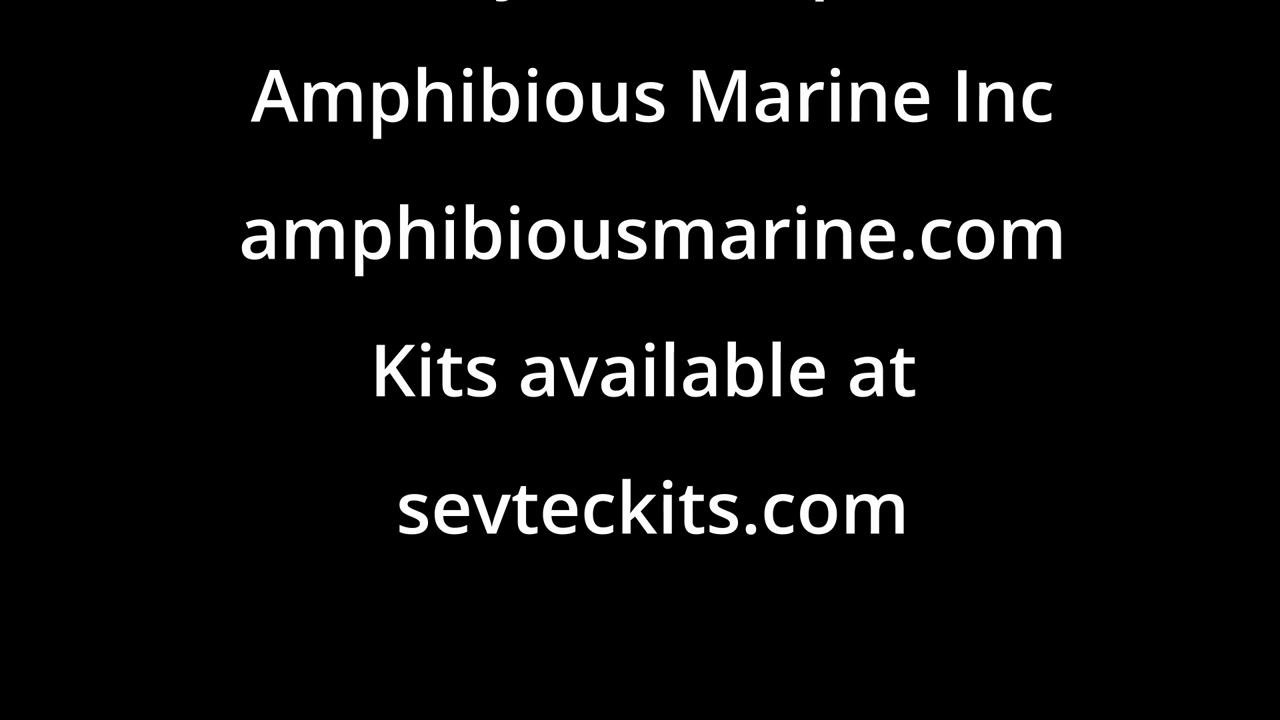 Amphibious Marine Inc
amphibiousmarine.com
Kits available at
sevteckits.com